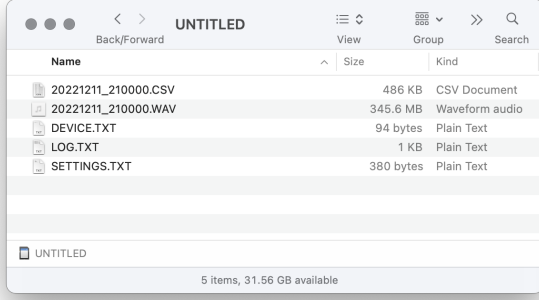 UNTITLED
Back/Forward View Group Search
Name Size Kind
20221211_210000.CSV 486 KB CSV Document
20221211_210000.WAV 345.6 MB Waveform audio
DEVICE.TXT 94 bytes Plain Text
LOG.TXT 1 KB Plain Text
SETTINGS.TXT 380 bytes Plain Text
UNTITLED
5 items, 31.56 GB available